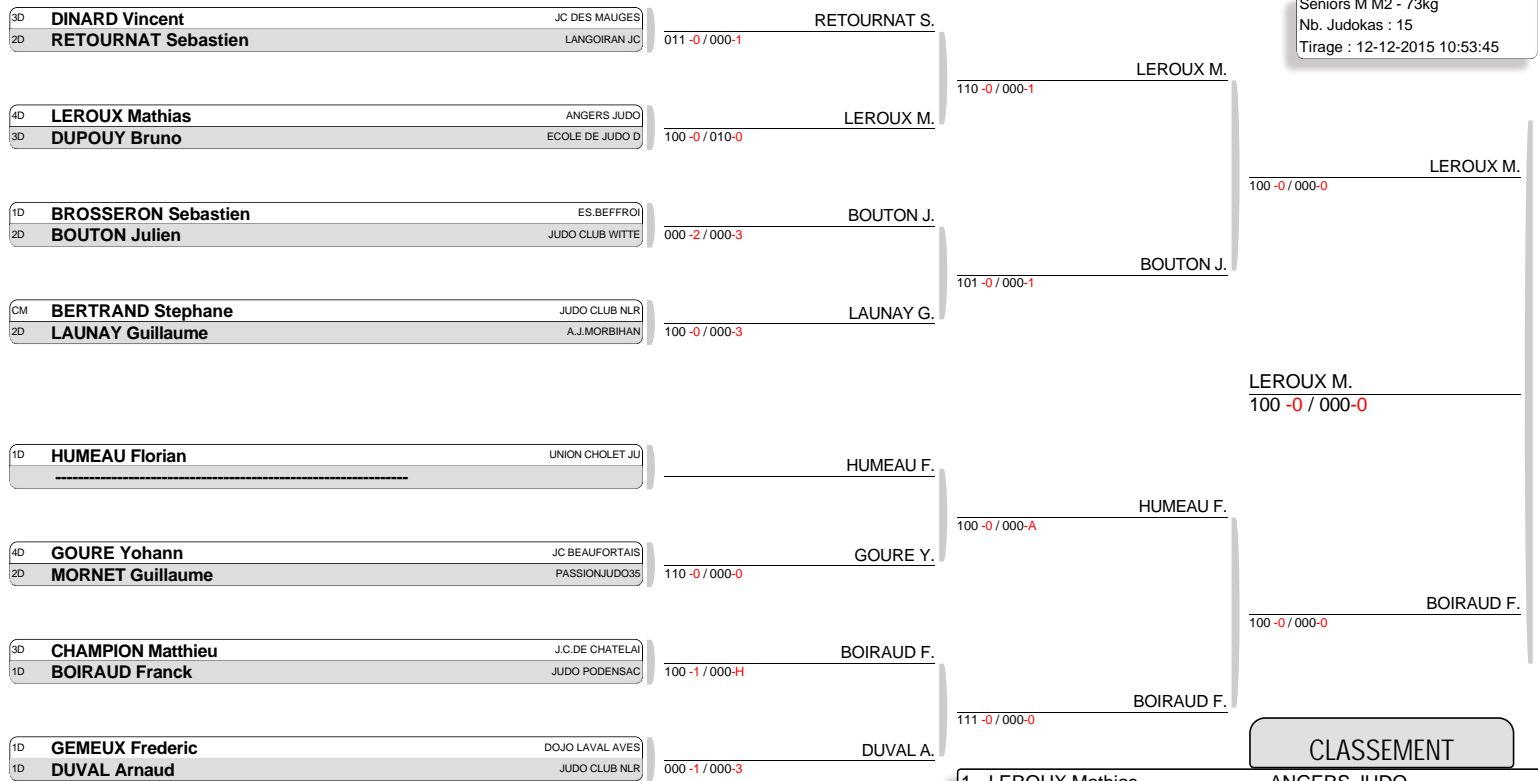 Seniors M M2 - 73kg
Nb. Judokas : 15
Tirage : 12-12-2015 10:53:45
3D DINARD Vincent JC DES MAUGES
2D RETOURNAT Sebastien LANGOIRAN JC
RETOURNAT S.
011 -0 / 000-1
4D LEROUX Mathias ANGERS JUDO
3D DUPOUY Bruno ECOLE DE JUDO D
LEROUX M.
100 -0 / 010-0
LEROUX M.
110 -0 / 000-1
1D BROSSERON Sebastien ES.BEFFROI
2D BOUTON Julien JUDO CLUB WITTE
BOUTON J.
000 -2 / 000-3
CM BERTRAND Stephane JUDO CLUB NLR
2D LAUNAY Guillaume A.J.MORBIHAN
LAUNAY G.
100 -0 / 000-3
BOUTON J.
101 -0 / 000-1
LEROUX M.
100 -0 / 000-0
LEROUX M.
100 -0 / 000-0
1D HUMEAU Florian UNION CHOLET JU
----------------------------------------------------------------
HUMEAU F.
4D GOURE Yohann JC BEAUFORTAIS
2D MORNET Guillaume PASSIONJUDO35
GOURE Y.
110 -0 / 000-0
HUMEAU F.
100 -0 / 000-A
3D CHAMPION Matthieu J.C.DE CHATELAI
1D BOIRAUD Franck JUDO PODENSAC
BOIRAUD F.
100 -1 / 000-H
1D GEMEUX Frederic DOJO LAVAL AVES
1D DUVAL Arnaud JUDO CLUB NLR
DUVAL A.
000 -1 / 000-3
BOIRAUD F.
111 -0 / 000-0
BOIRAUD F.
100 -0 / 000-0
CLASSEMENT
1 - LEROUX Mathias ANGERS JUDO